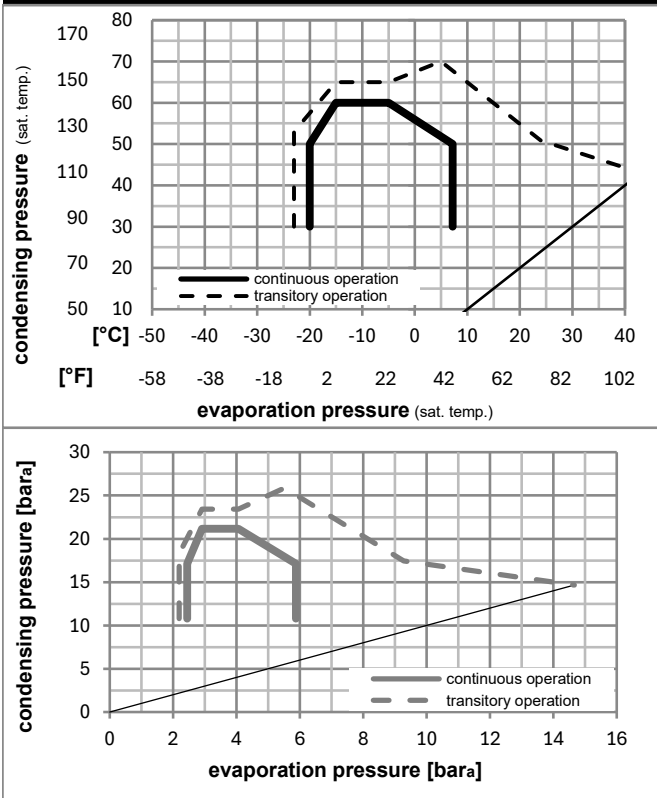 80
170
70
150
60
130
50
110
40
90
30
70
20
50
10
condensing pressure (sat. temp.)
continuous operation
transitory operation
[°C] -50 -40 -30 -20 -10 0 10 20 30 40
[°F] -58 -38 -18 2 22 42 62 82 102
evaporation pressure (sat. temp.)
30
25
20
15
10
5
0
condensing pressure [bara]
continuous operation
transitory operation
0 2 4 6 8 10 12 14 16
evaporation pressure [bara]